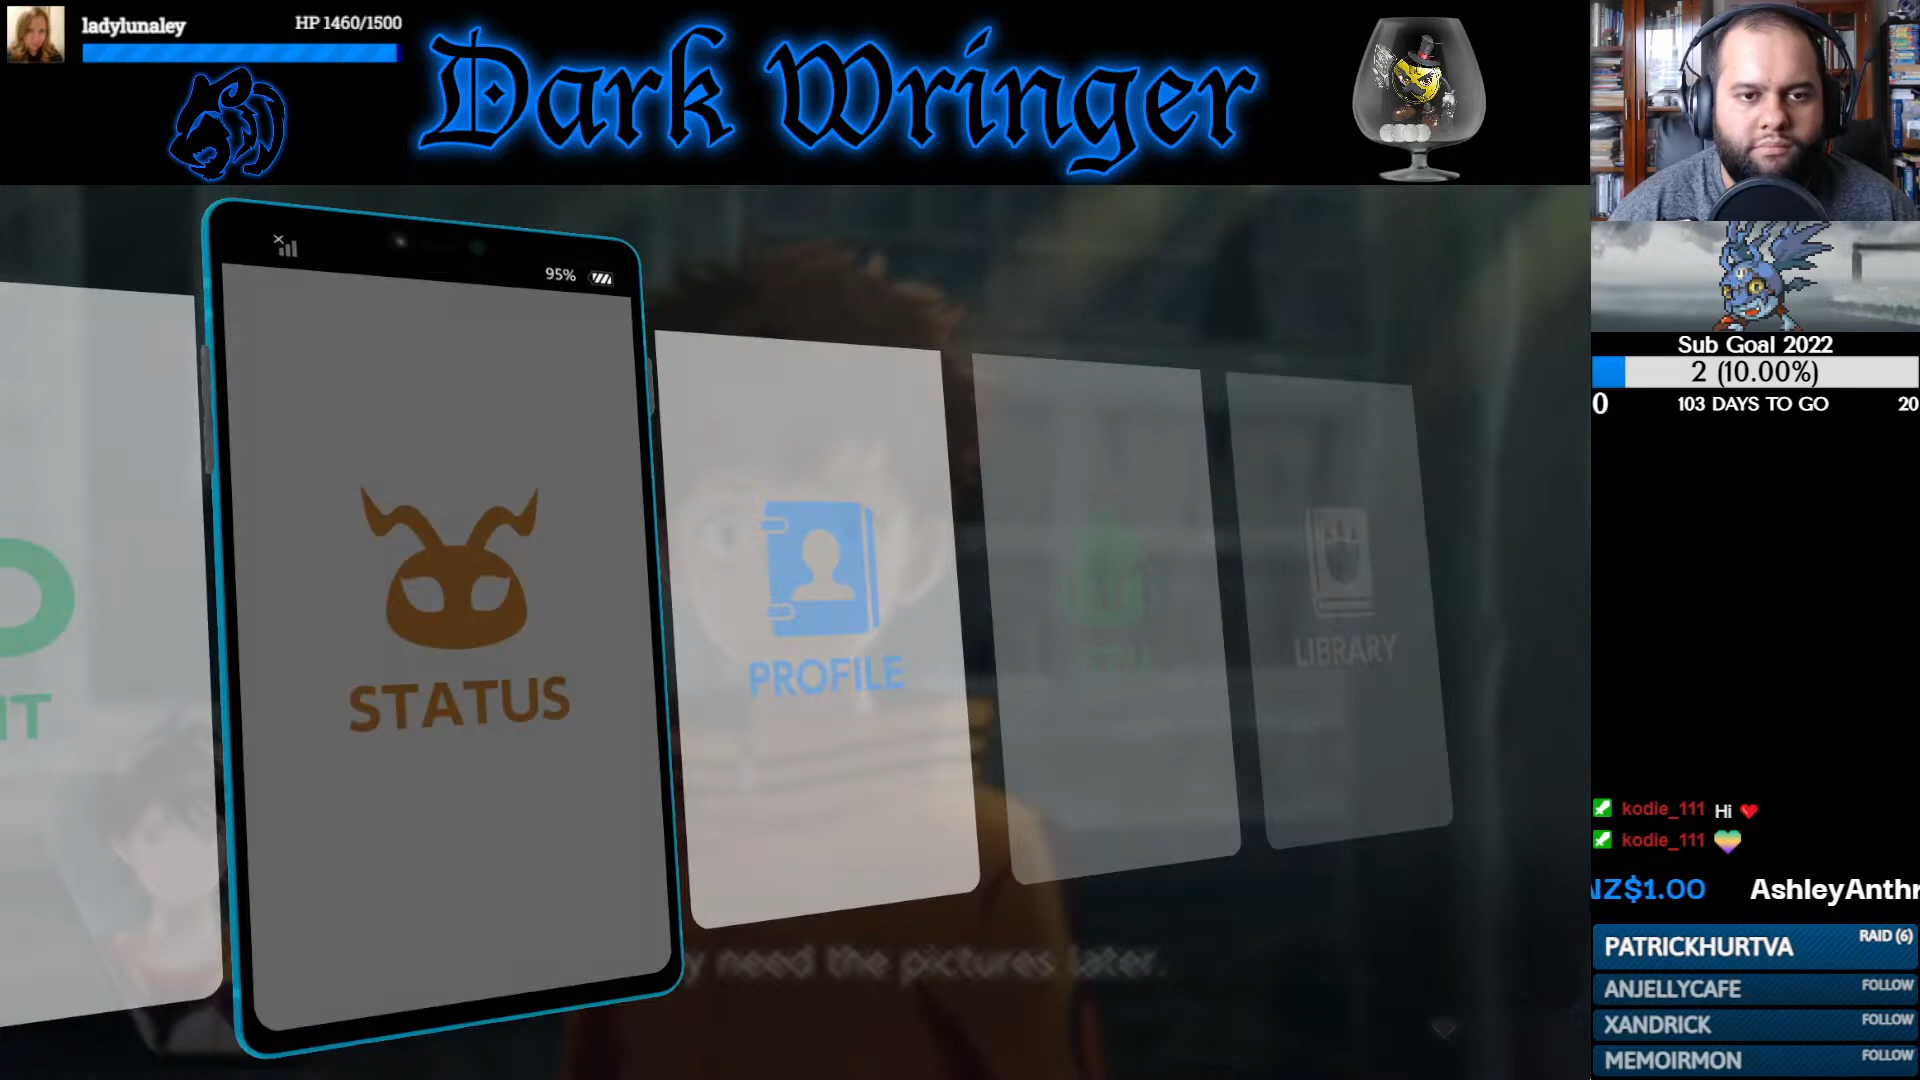 ladylunaley
HP 1460/1500
Dark Wringer
95%
STATUS
PROFILE
LIBRARY
need the pictures later.
Sub Goal 2022
2 (10.00%)
0
103 DAYS TO GO
20
kodie_111 Hi
kodie_111
NZ$1.00
AshleyAnthr
PATRICKHURTVA
RAID (6)
ANJELLYCAFE
FOLLOW
XANDRICK
FOLLOW
MEMOIRMON
FOLLOW